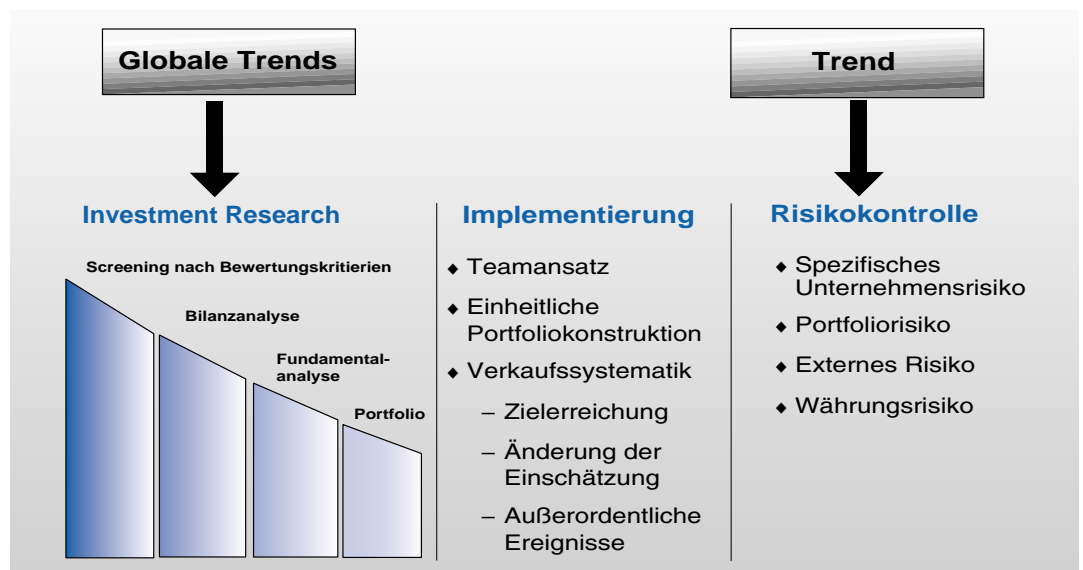 Globale Trends
Trend
Investment Research
Screening nach Bewertungskritierien
Bilanzanalyse
Fundamental-
analyse
Portfolio
Implementierung
◆ Teamansatz
◆ Einheitliche
Portfoliokonstruktion
◆ Verkaufssystematik
– Zielerreichung
– Änderung der
Einschätzung
– Außerordentliche
Ereignisse
Risikokontrolle
◆ Spezifisches
Unternehmensrisiko
◆ Portfoliorisiko
◆ Externes Risiko
◆ Währungsrisiko